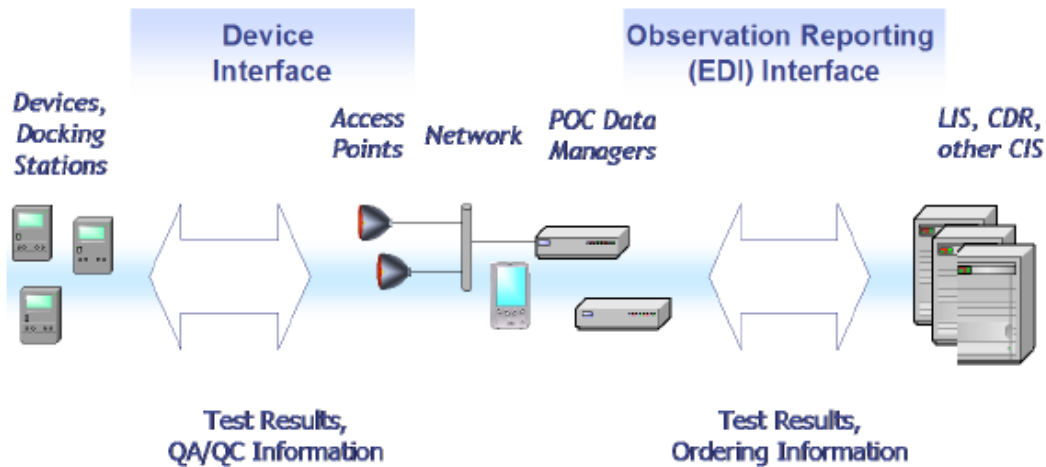 Device
Interface
Observation Reporting
(EDI) Interface
Devices,
Docking
Stations
Access
Points
Network
POC Data
Managers
LIS, CDR,
other CIS
Test Results,
QA/QC Information
Test Results,
Ordering Information